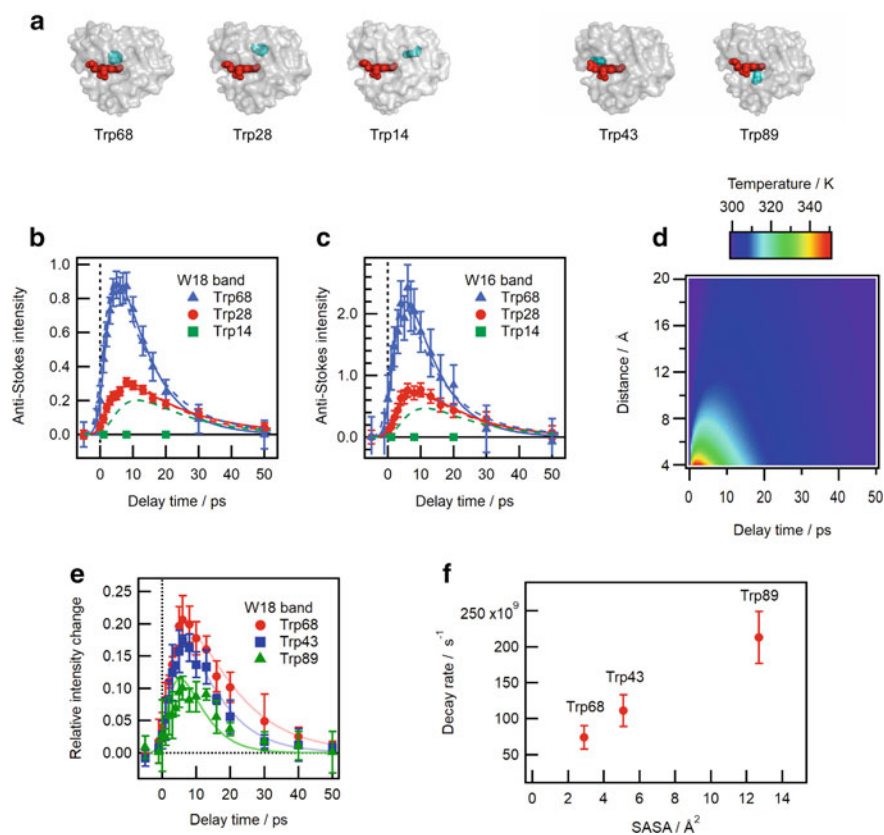 a
Trp68
Trp28
Trp14
Trp43
Trp89
b
Anti-Stokes intensity
1.0
0.8
0.6
0.4
0.2
0.0
W18 band
Trp68
Trp28
Trp14
0 10 20 30 40 50
Delay time / ps
c
Anti-Stokes intensity
2.0
1.0
0.0
W16 band
Trp68
Trp28
Trp14
0 10 20 30 40 50
Delay time / ps
Temperature / K
300 320 340
d
Distance / Å
20
16
12
8
4
0 10 20 30 40 50
Delay time / ps
e
Relative intensity change
0.25
0.20
0.15
0.10
0.05
0.00
W18 band
Trp68
Trp43
Trp89
0 10 20 30 40 50
Delay time / ps
f
Decay rate / s⁻¹
250 x10⁹
200
150
100
50
Trp68
Trp43
Trp89
0 2 4 6 8 10 12 14
SASA / Å²